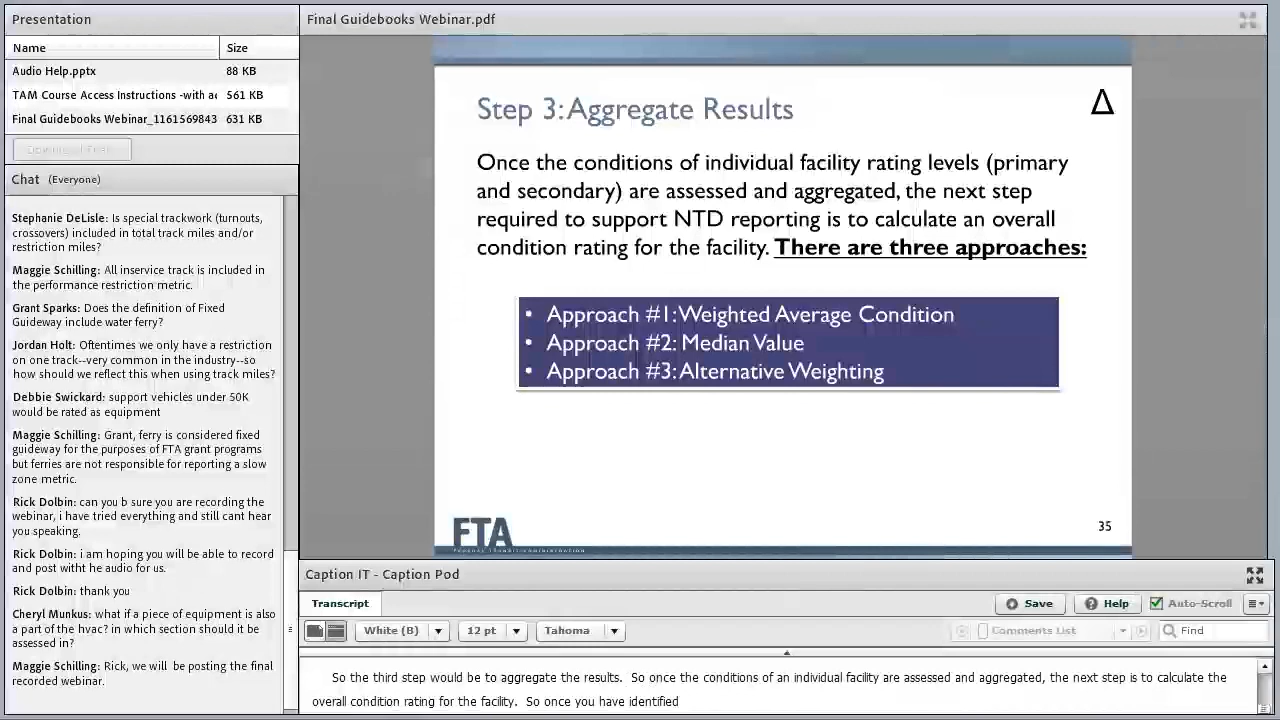 Presentation
Name Size
Audio Help.pptx 88 KB
TAM Course Access Instructions -with ac 561 KB
Final Guidebooks Webinar_1161569843 631 KB
Chat (Everyone)
Stephanie DeLisle: Is special trackwork (turnouts,
crossovers) included in total track miles and/or
restriction miles?
Maggie Schilling: All inservice track is included in
the performance restriction metric.
Grant Sparks: Does the definition of Fixed
Guideway include water ferry?
Jordan Holt: Oftentimes we only have a restriction
on one track--very common in the industry--so
how should we reflect this when using track miles?
Debbie Swickard: support vehicles under 50K
would be rated as equipment
Maggie Schilling: Grant, ferry is considered fixed
guideway for the purposes of FTA grant programs
but ferries are not responsible for reporting a slow
zone metric.
Rick Dolbin: can you b sure you are recording the
webinar, i have tried everything and still cant hear
you speaking.
Rick Dolbin: i am hoping you will be able to record
and post witht he audio for us.
Rick Dolbin: thank you
Cheryl Munkus: what if a piece of equipment is also
a part of the hvac? in which section should it be
assessed in?
Maggie Schilling: Rick, we will be posting the final
recorded webinar.
Final Guidebooks Webinar.pdf
Step 3: Aggregate Results Δ
Once the conditions of individual facility rating levels (primary
and secondary) are assessed and aggregated, the next step
required to support NTD reporting is to calculate an overall
condition rating for the facility. There are three approaches:
• Approach #1: Weighted Average Condition
• Approach #2: Median Value
• Approach #3: Alternative Weighting
FTA
35
Caption IT - Caption Pod
Transcript Save Help Auto-Scroll
White (B) 12 pt Tahoma Comments List Find
So the third step would be to aggregate the results. So once the conditions of an individual facility are assessed and aggregated, the next step is to calculate the
overall condition rating for the facility. So once you have identified